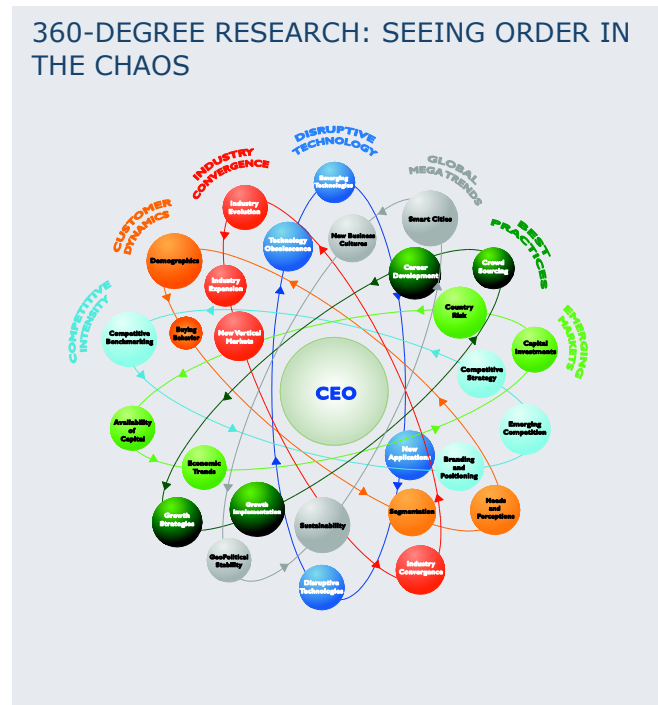 360-DEGREE RESEARCH: SEEING ORDER IN
THE CHAOS
DISRUPTIVE
TECHNOLOGY
INDUSTRY
CONVERGENCE
GLOBAL
MEGA TRENDS
CUSTOMER
DYNAMICS
BEST
PRACTICES
COMPETITIVE
INTENSITY
EMERGING
MARKETS
Emerging
Technologies
Industry
Evolution
Smart Cities
Technology
Obsolescence
New Business
Cultures
Demographics
Career
Development
Crowd
Sourcing
Industry
Expansion
Country
Risk
Buying
Behavior
Competitive
Benchmarking
New Vertical
Markets
Capital
Investments
Competitive
Strategy
CEO
Availability
of
Capital
Emerging
Competition
Economic
Trends
New
Applications
Branding
and
Positioning
Growth
Strategies
Growth
Implementation
Sustainability
Segmentation
Needs
and
Perceptions
GeoPolitical
Stability
Disruptive
Technologies
Industry
Convergence